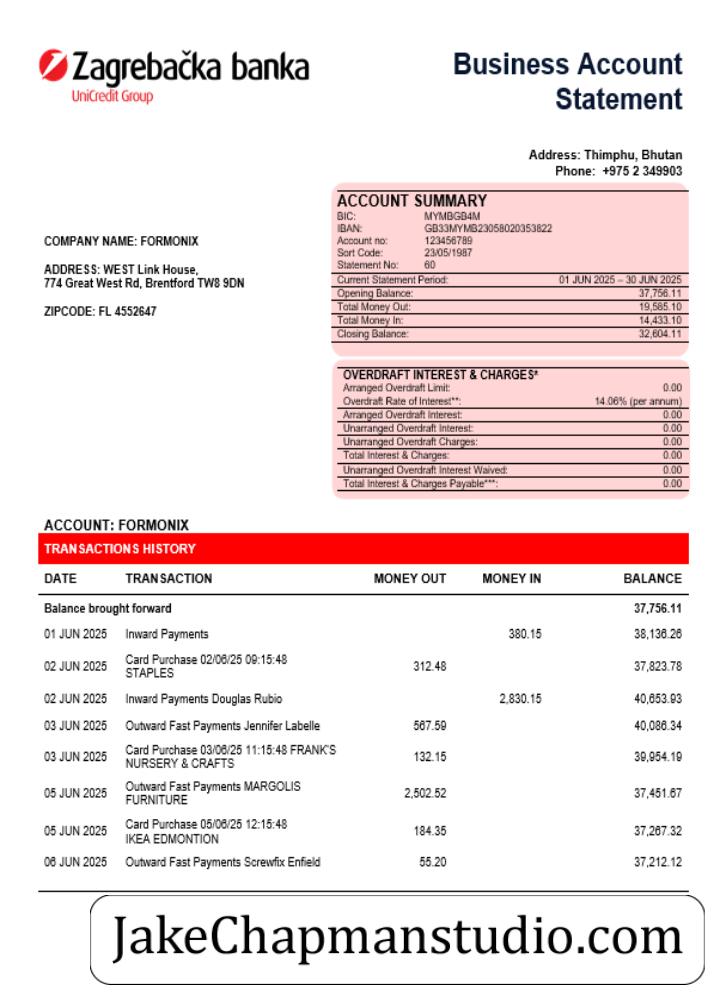 Zagrebačka banka
UniCredit Group
Business Account
Statement
Address: Thimphu, Bhutan
Phone: +975 2 349903
COMPANY NAME: FORMONIX
ADDRESS: WEST Link House,
774 Great West Rd, Brentford TW8 9DN
ZIPCODE: FL 4552647
ACCOUNT SUMMARY
BIC: MYMBGB4M
IBAN: GB33MYMB23058020353822
Account no: 123456789
Sort Code: 23/05/1987
Statement No: 60
Current Statement Period: 01 JUN 2025 – 30 JUN 2025
Opening Balance: 37,756.11
Total Money Out: 19,585.10
Total Money In: 14,433.10
Closing Balance: 32,604.11
OVERDRAFT INTEREST & CHARGES*
Arranged Overdraft Limit: 0.00
Overdraft Rate of Interest**: 14.06% (per annum)
Arranged Overdraft Interest: 0.00
Unarranged Overdraft Interest: 0.00
Unarranged Overdraft Charges: 0.00
Total Interest & Charges: 0.00
Unarranged Overdraft Interest Waived: 0.00
Total Interest & Charges Payable***: 0.00
ACCOUNT: FORMONIX
TRANSACTIONS HISTORY
DATE TRANSACTION MONEY OUT MONEY IN BALANCE
Balance brought forward 37,756.11
01 JUN 2025 Inward Payments 380.15 38,136.26
02 JUN 2025 Card Purchase 02/06/25 09:15:48
STAPLES 312.48 37,823.78
02 JUN 2025 Inward Payments Douglas Rubio 2,830.15 40,653.93
03 JUN 2025 Outward Fast Payments Jennifer Labelle 567.59 40,086.34
03 JUN 2025 Card Purchase 03/06/25 11:15:48 FRANK'S
NURSERY & CRAFTS 132.15 39,954.19
05 JUN 2025 Outward Fast Payments MARGOLIS
FURNITURE 2,502.52 37,451.67
05 JUN 2025 Card Purchase 05/06/25 12:15:48
IKEA EDMONTION 184.35 37,267.32
06 JUN 2025 Outward Fast Payments Screwfix Enfield 55.20 37,212.12
JakeChapmanstudio.com